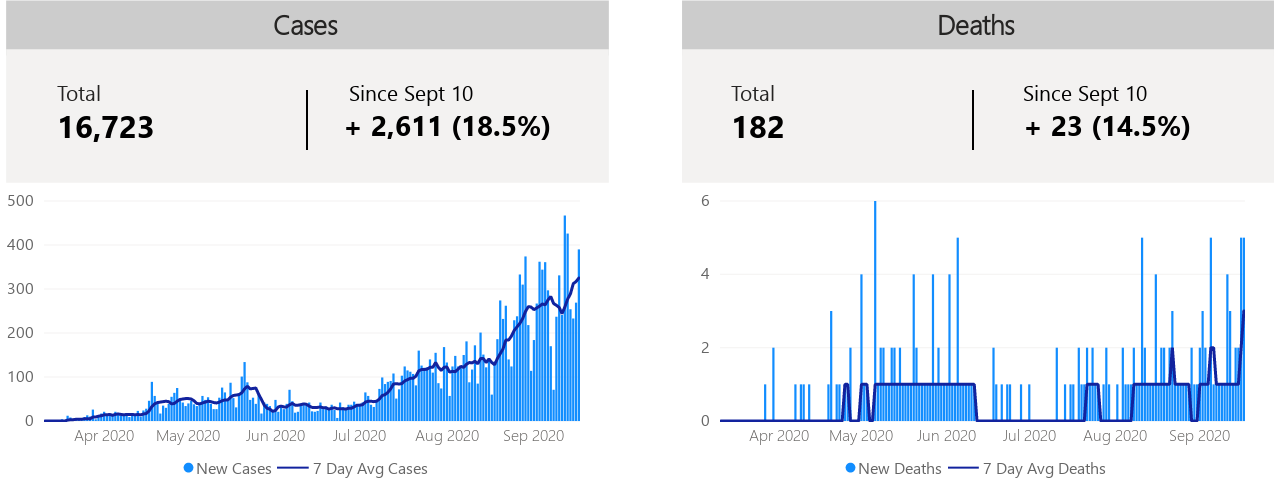 Cases
Total
16,723
Since Sept 10
+ 2,611 (18.5%)
500
400
300
200
100
0
Apr 2020 May 2020 Jun 2020 Jul 2020 Aug 2020 Sep 2020
New Cases 7 Day Avg Cases
Deaths
Total
182
Since Sept 10
+ 23 (14.5%)
6
4
2
0
Apr 2020 May 2020 Jun 2020 Jul 2020 Aug 2020 Sep 2020
New Deaths 7 Day Avg Deaths